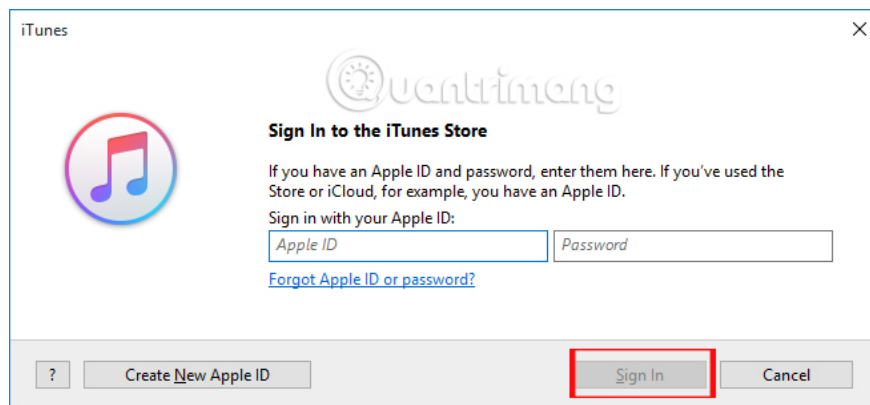 iTunes
Quantrimang
Sign In to the iTunes Store
If you have an Apple ID and password, enter them here. If you've used the
Store or iCloud, for example, you have an Apple ID.
Sign in with your Apple ID:
Apple ID Password
Forgot Apple ID or password?
? Create New Apple ID Sign In Cancel